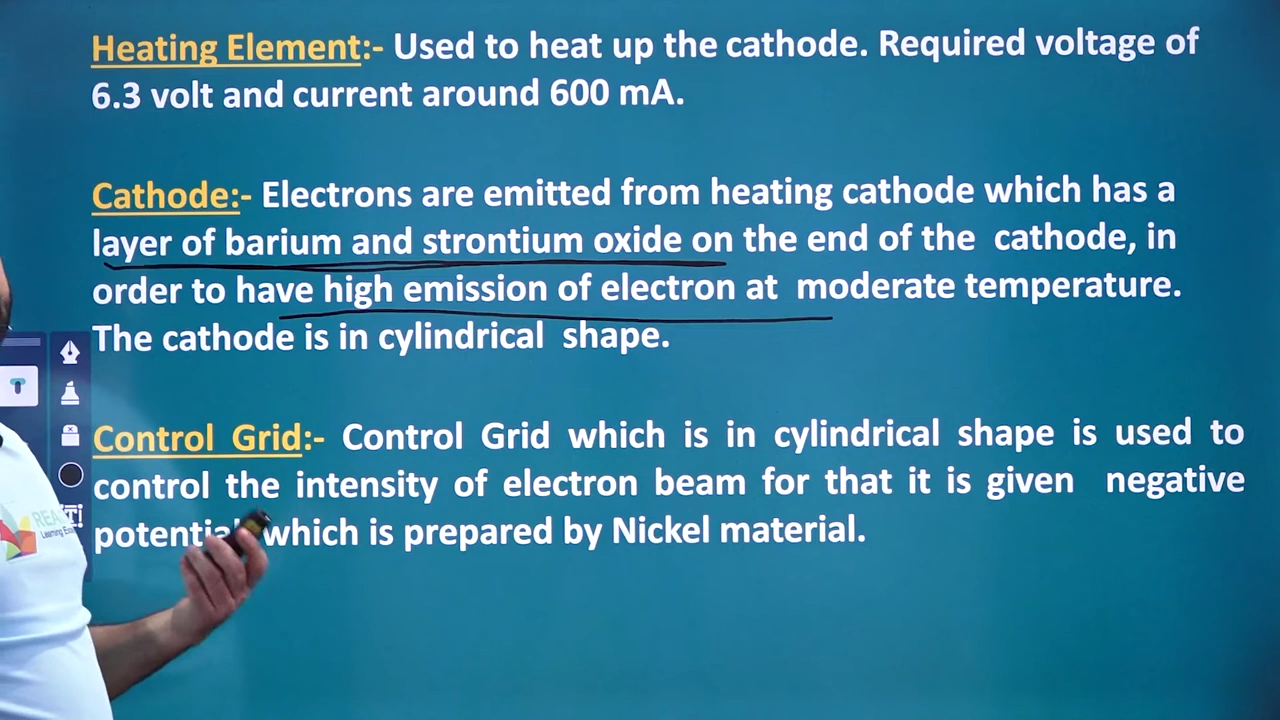 Heating Element:- Used to heat up the cathode. Required voltage of
6.3 volt and current around 600 mA.
Cathode:- Electrons are emitted from heating cathode which has a
layer of barium and strontium oxide on the end of the cathode, in
order to have high emission of electron at moderate temperature.
The cathode is in cylindrical shape.
Control Grid:- Control Grid which is in cylindrical shape is used to
control the intensity of electron beam for that it is given negative
which is prepared by Nickel material.